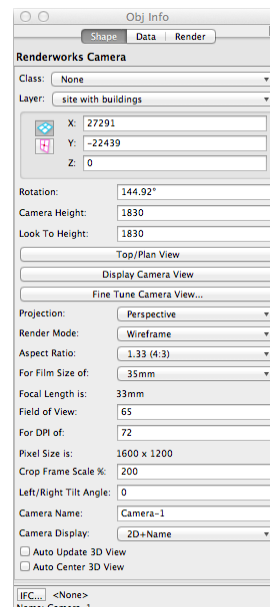 Obj Info
Shape Data Render
Renderworks Camera
Class: None
Layer: site with buildings
X: 27291
Y: -22439
Z: 0
Rotation: 144.92°
Camera Height: 1830
Look To Height: 1830
Top/Plan View
Display Camera View
Fine Tune Camera View...
Projection: Perspective
Render Mode: Wireframe
Aspect Ratio: 1.33 (4:3)
For Film Size of: 35mm
Focal Length is: 33mm
Field of View: 65
For DPI of: 72
Pixel Size is: 1600 x 1200
Crop Frame Scale %: 200
Left/Right Tilt Angle: 0
Camera Name: Camera-1
Camera Display: 2D+Name
Auto Update 3D View
Auto Center 3D View
IFC... <None>
Name: Camera-1